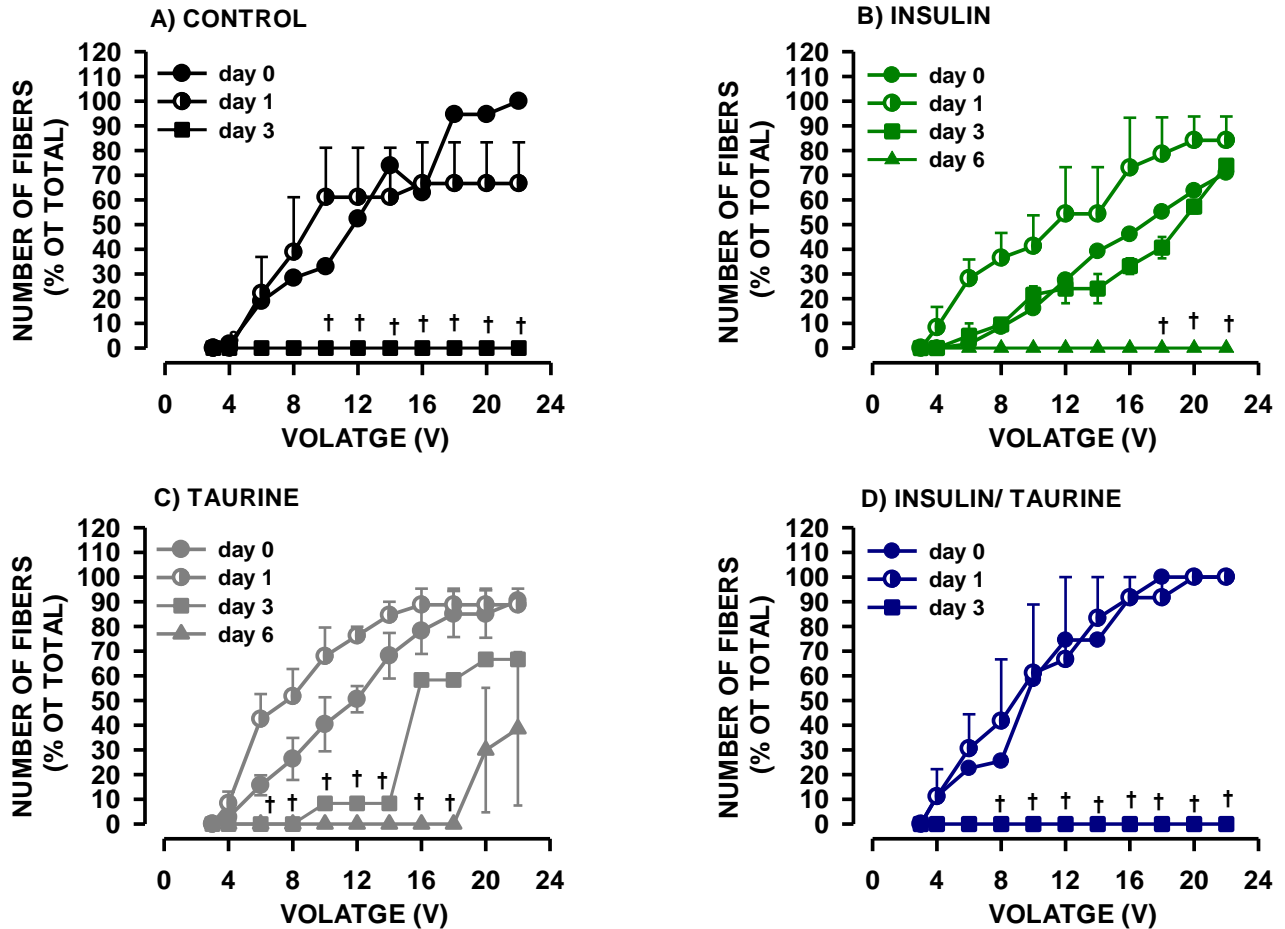 A) CONTROL
NUMBER OF FIBERS
(% OT TOTAL)
120
110
100
90
80
70
60
50
40
30
20
10
0
day 0
day 1
day 3
† † † † † † †
0 4 8 12 16 20 24
VOLATGE (V)
B) INSULIN
NUMBER OF FIBERS
(% OT TOTAL)
120
110
100
90
80
70
60
50
40
30
20
10
0
day 0
day 1
day 3
day 6
† † †
0 4 8 12 16 20 24
VOLATGE (V)
C) TAURINE
NUMBER OF FIBERS
(% OT TOTAL)
120
110
100
90
80
70
60
50
40
30
20
10
0
day 0
day 1
day 3
day 6
† † † † † † †
0 4 8 12 16 20 24
VOLATGE (V)
D) INSULIN/ TAURINE
NUMBER OF FIBERS
(% OT TOTAL)
120
110
100
90
80
70
60
50
40
30
20
10
0
day 0
day 1
day 3
† † † † † † † †
0 4 8 12 16 20 24
VOLATGE (V)